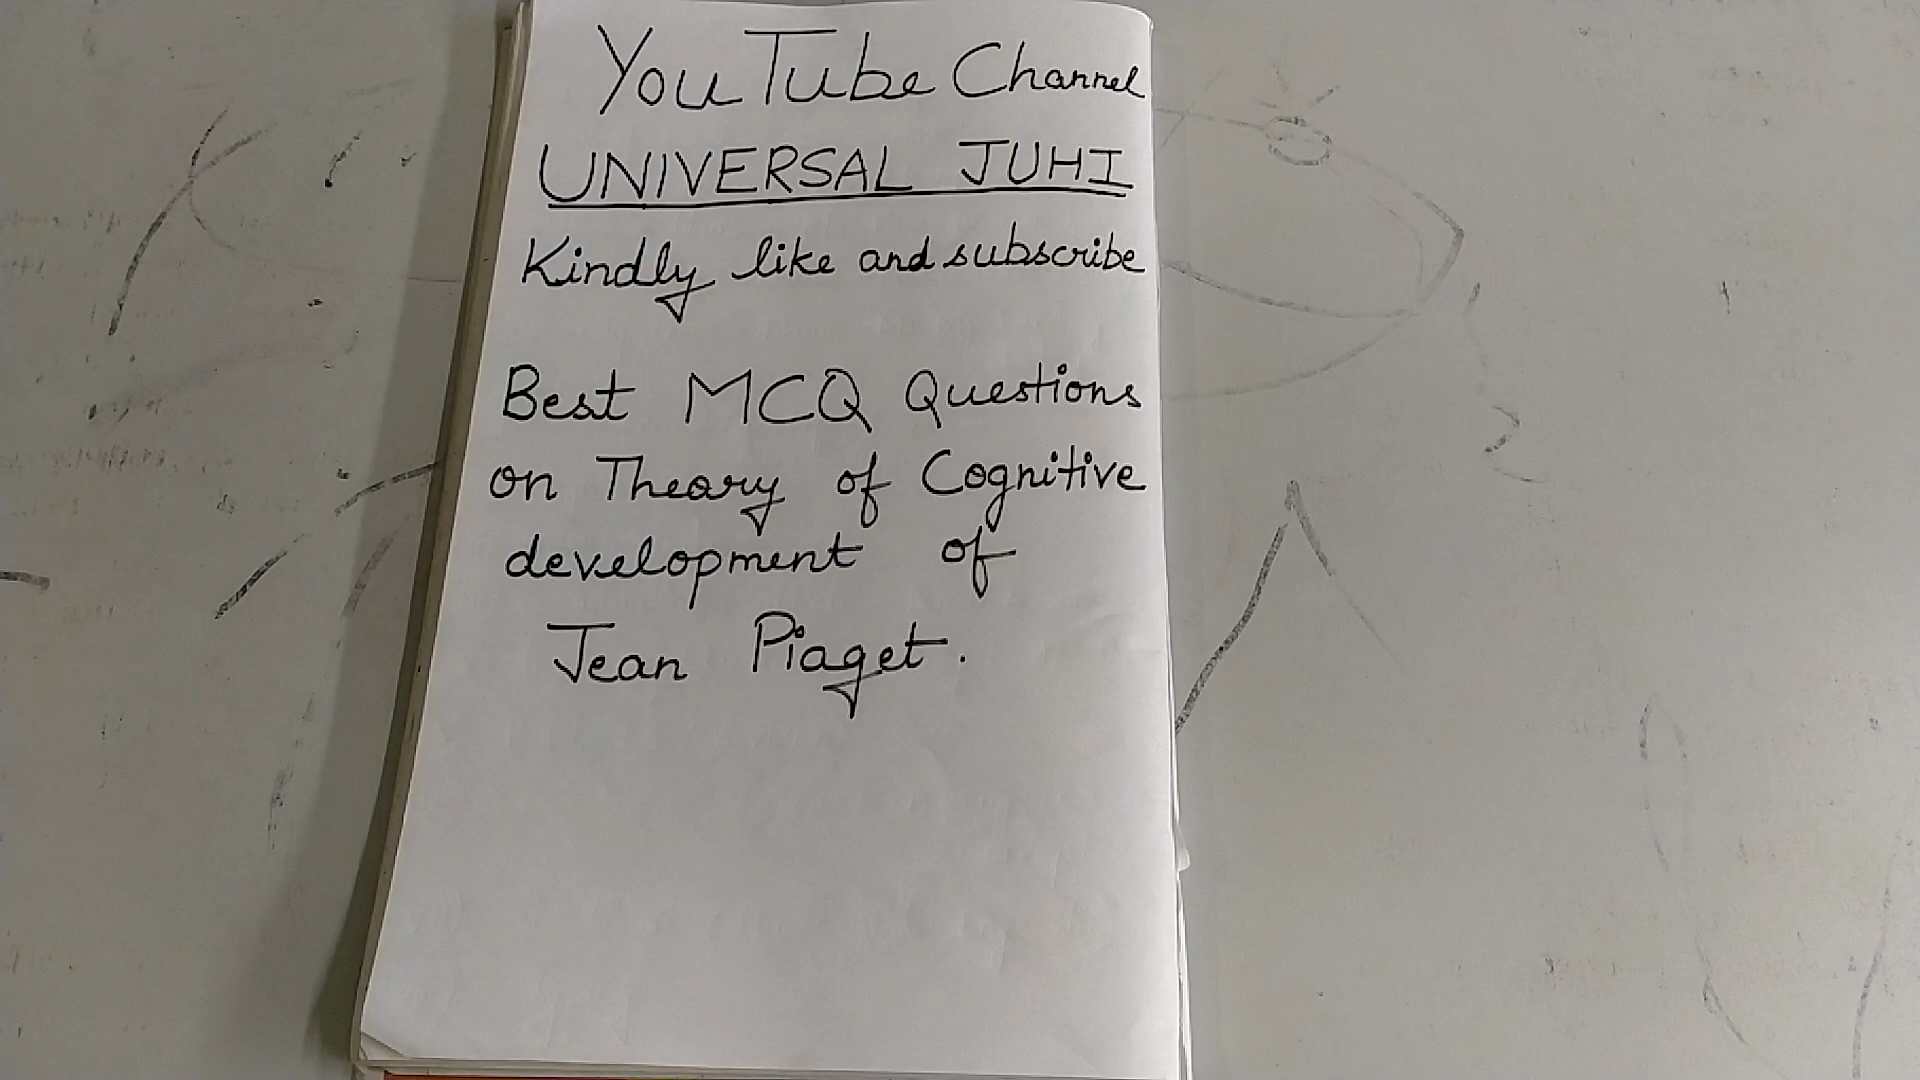 YouTube Channel
UNIVERSAL JUHI
Kindly like and subscribe
Best MCQ Questions
on Theory of Cognitive
development of
Jean Piaget.